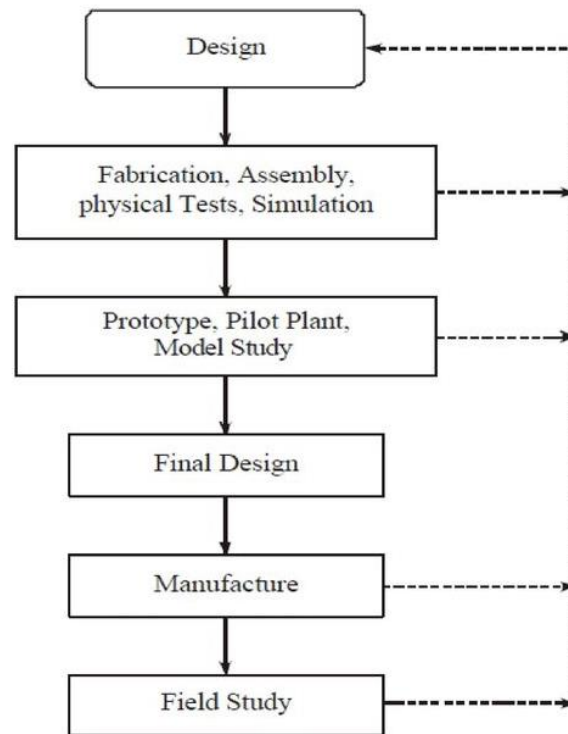 Design
Fabrication, Assembly,
physical Tests, Simulation
Prototype, Pilot Plant,
Model Study
Final Design
Manufacture
Field Study